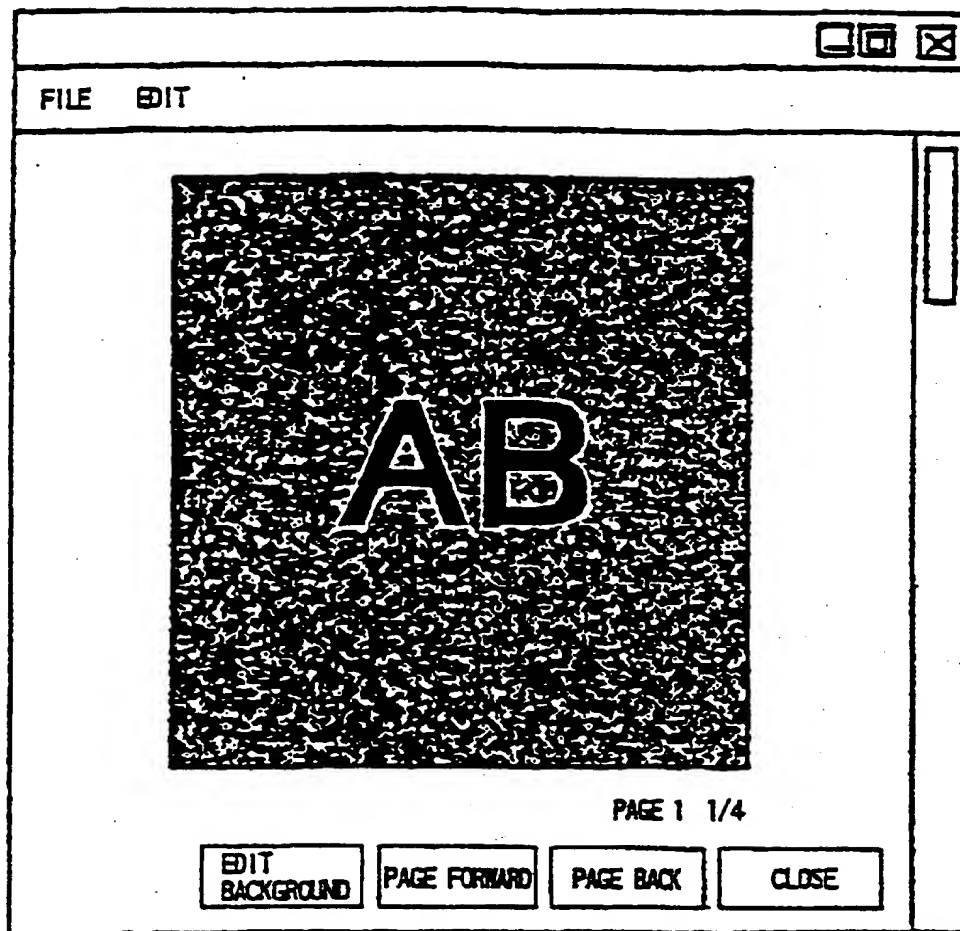 FILE EDIT
AB
PAGE 1 1/4
EDIT
BACKGROUND
PAGE FORWARD
PAGE BACK
CLOSE